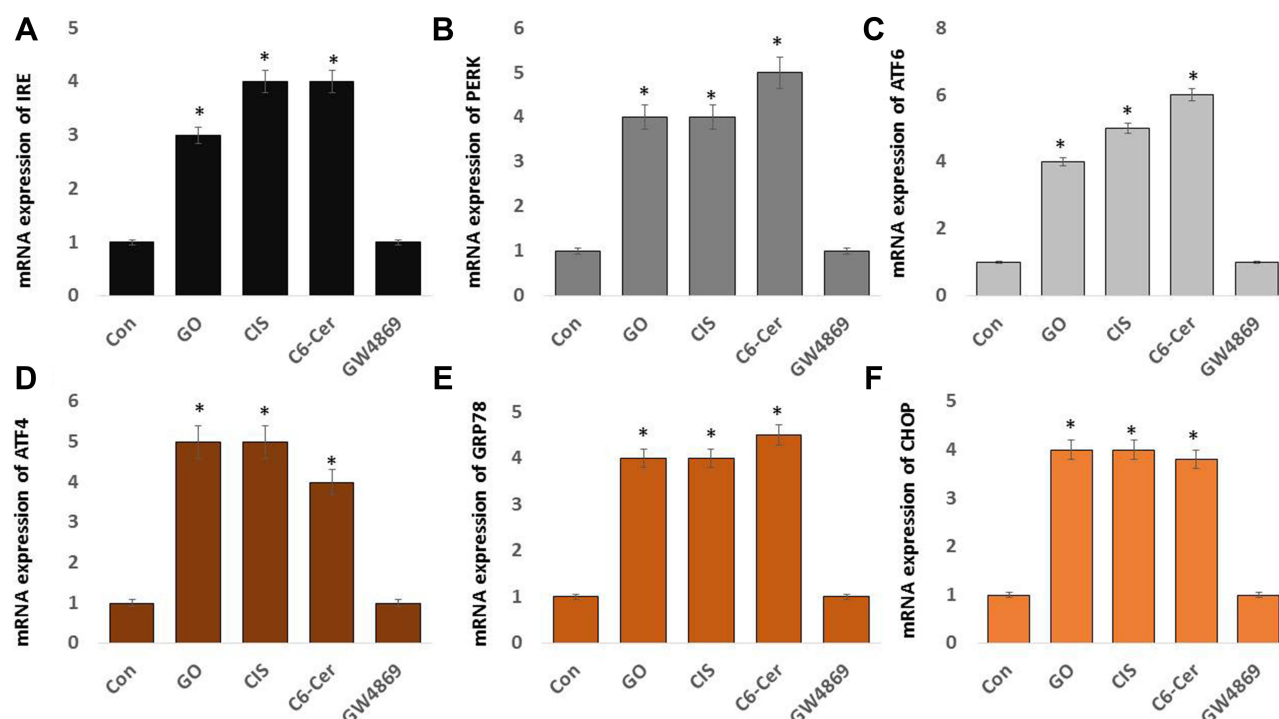 A
mRNA expression of IRE
5
4
3
2
1
0
*
*
*
Con
GO
CIS
C6-Cer
GW4869
B
mRNA expression of PERK
6
5
4
3
2
1
0
*
*
*
Con
GO
CIS
C6-Cer
GW4869
C
mRNA expression of ATF6
8
6
4
2
0
*
*
*
Con
GO
CIS
C6-Cer
GW4869
D
mRNA expression of ATF4
6
5
4
3
2
1
0
*
*
*
Con
GO
CIS
C6-Cer
GW4869
E
mRNA expression of GRP78
5
4
3
2
1
0
*
*
*
Con
GO
CIS
C6-Cer
GW4869
F
mRNA expression of CHOP
5
4
3
2
1
0
*
*
*
Con
GO
CIS
C6-Cer
GW4869